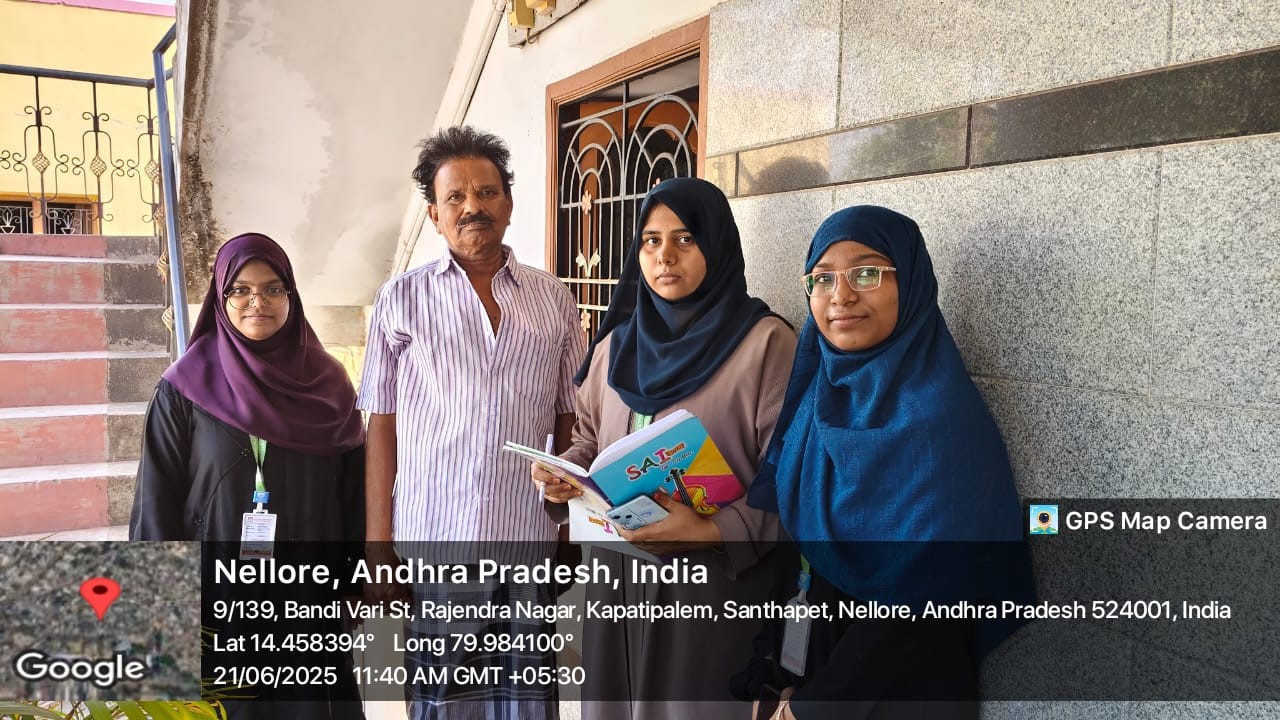 SAT
GPS Map Camera
Nellore, Andhra Pradesh, India
9/139, Bandi Vari St, Rajendra Nagar, Kapatipalem, Santhapet, Nellore, Andhra Pradesh 524001, India
Lat 14.458394° Long 79.984100°
21/06/2025 11:40 AM GMT +05:30
Google